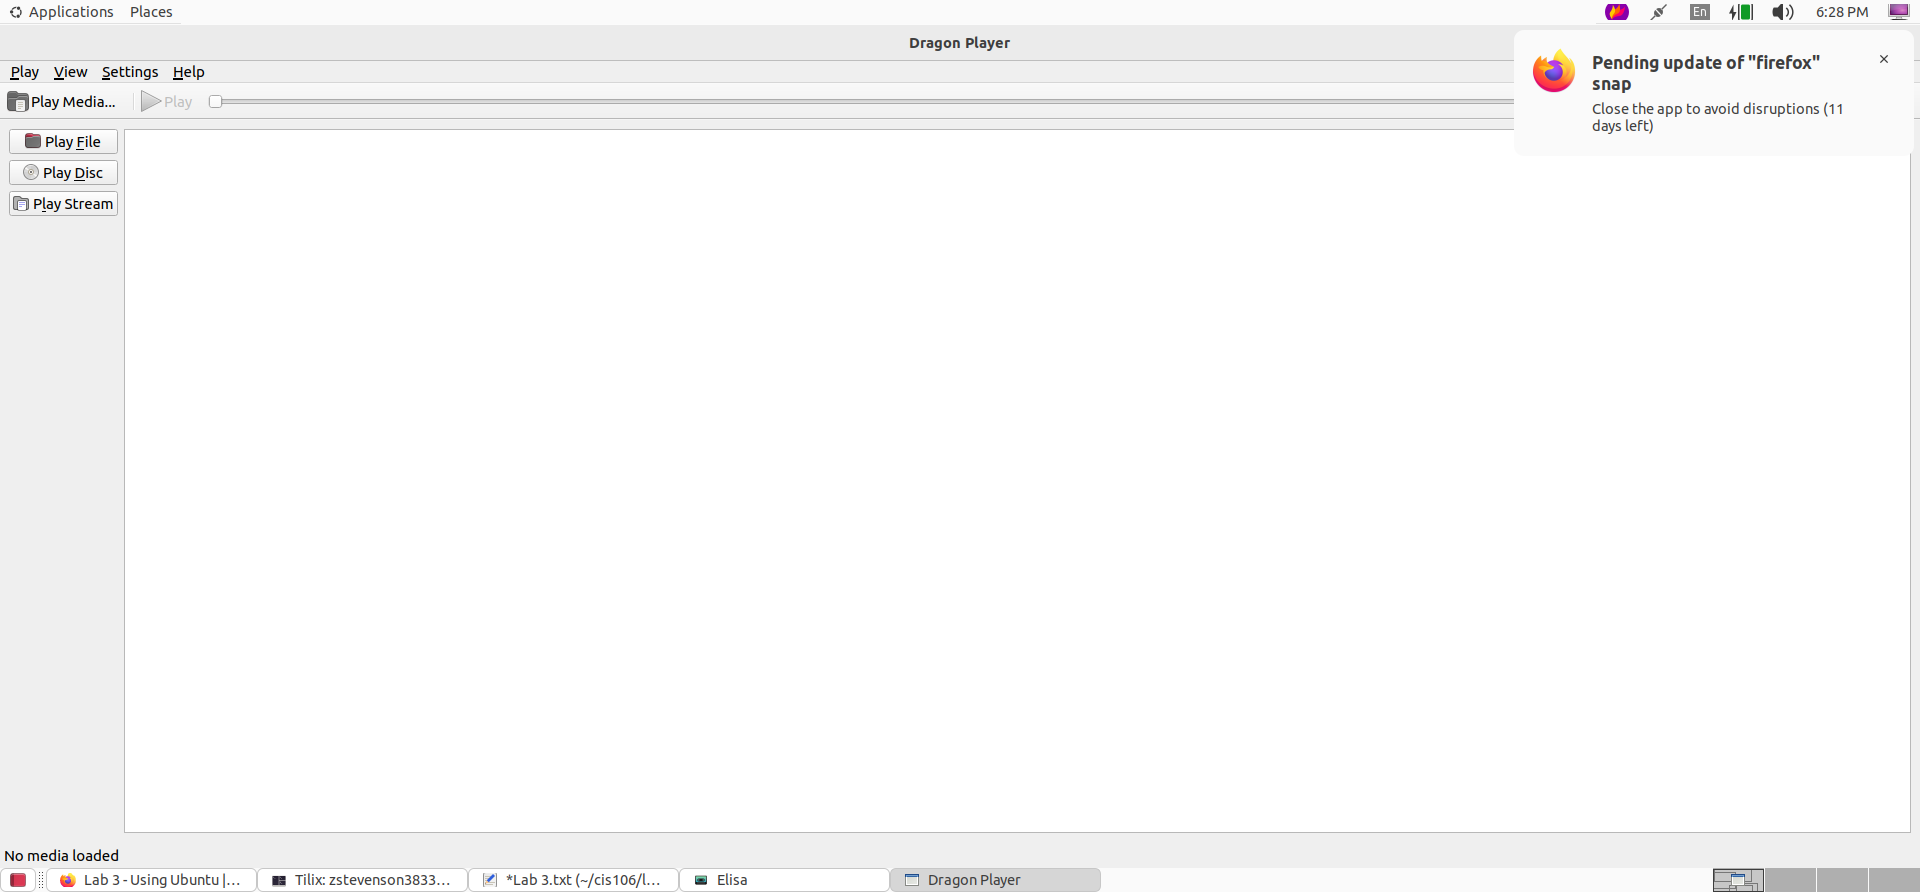 Applications Places
En 6:28 PM
Dragon Player
Pending update of "firefox"
snap
Close the app to avoid disruptions (11
days left)
Play View Settings Help
Play Media... Play
Play File
Play Disc
Play Stream
No media loaded
Lab 3 - Using Ubuntu |... Tilix: zstevenson3833... *Lab 3.txt (~/cis106/l... Elisa Dragon Player